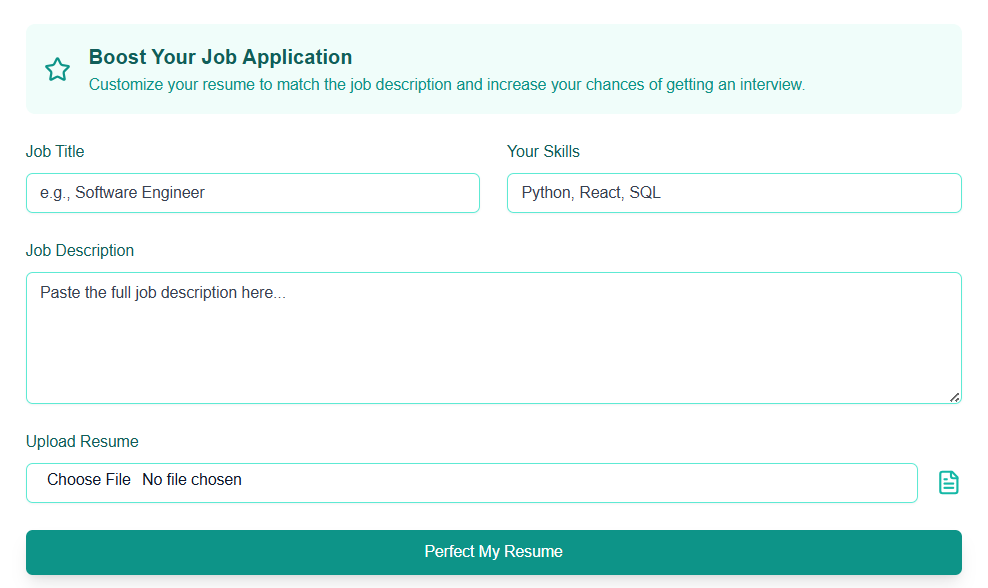 Boost Your Job Application
Customize your resume to match the job description and increase your chances of getting an interview.
Job Title
Your Skills
e.g., Software Engineer
Python, React, SQL
Job Description
Paste the full job description here...
Upload Resume
Choose File No file chosen
Perfect My Resume